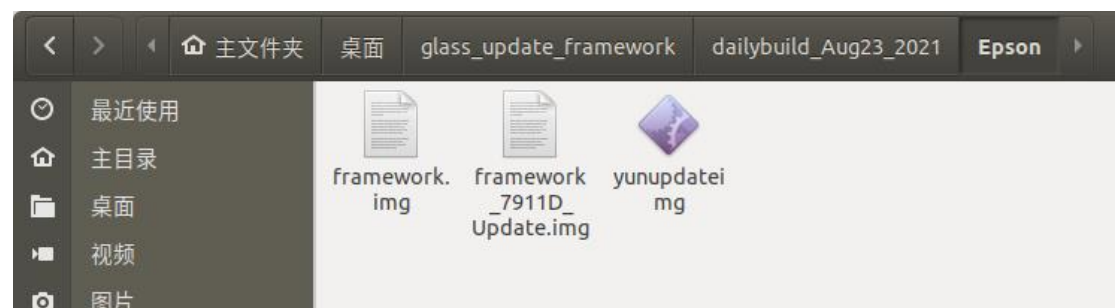 主文件夹 桌面 glass_update_framework dailybuild_Aug23_2021 Epson
最近使用
主目录
桌面
视频
图片
framework.
img
framework
_7911D_
Update.img
yunupdatei
mg